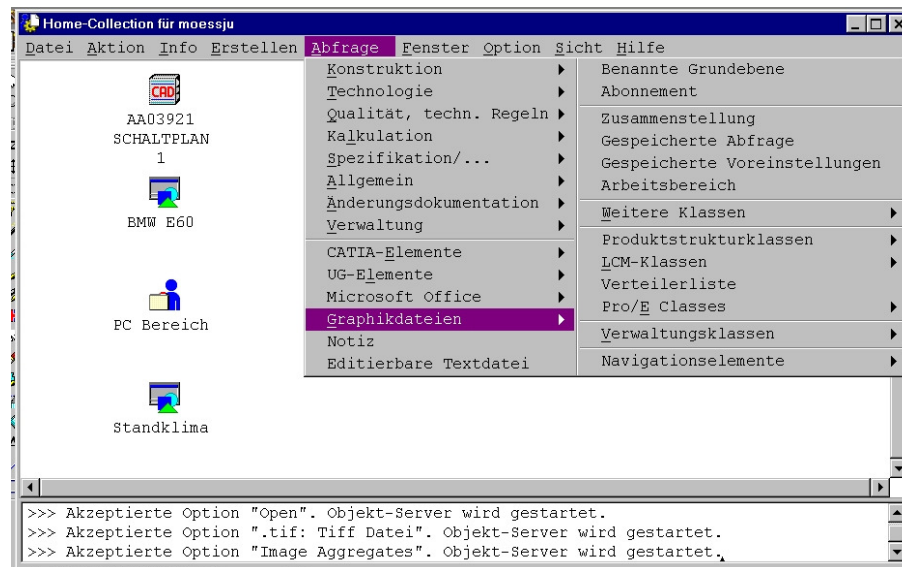 Home-Collection für moessju
Datei Aktion Info Erstellen Abfrage Fenster Option Sicht Hilfe
CAD
AA03921
SCHALTPLAN
1
BMW E60
PC Bereich
Standklima
Konstruktion
Technologie
Qualität, techn. Regeln
Kalkulation
Spezifikation/...
Allgemein
Änderungsdokumentation
Verwaltung
CATIA-Elemente
UG-Elemente
Microsoft Office
Graphikdateien
Notiz
Editierbare Textdatei
Benannte Grundebene
Abonnement
Zusammenstellung
Gespeicherte Abfrage
Gespeicherte Voreinstellungen
Arbeitsbereich
Weitere Klassen
Produktstrukturklassen
LCM-Klassen
Verteilerliste
Pro/E Classes
Verwaltungsklassen
Navigationselemente
>>> Akzeptierte Option "Open". Objekt-Server wird gestartet.
>>> Akzeptierte Option ".tif: Tiff Datei". Objekt-Server wird gestartet.
>>> Akzeptierte Option "Image Aggregates". Objekt-Server wird gestartet.